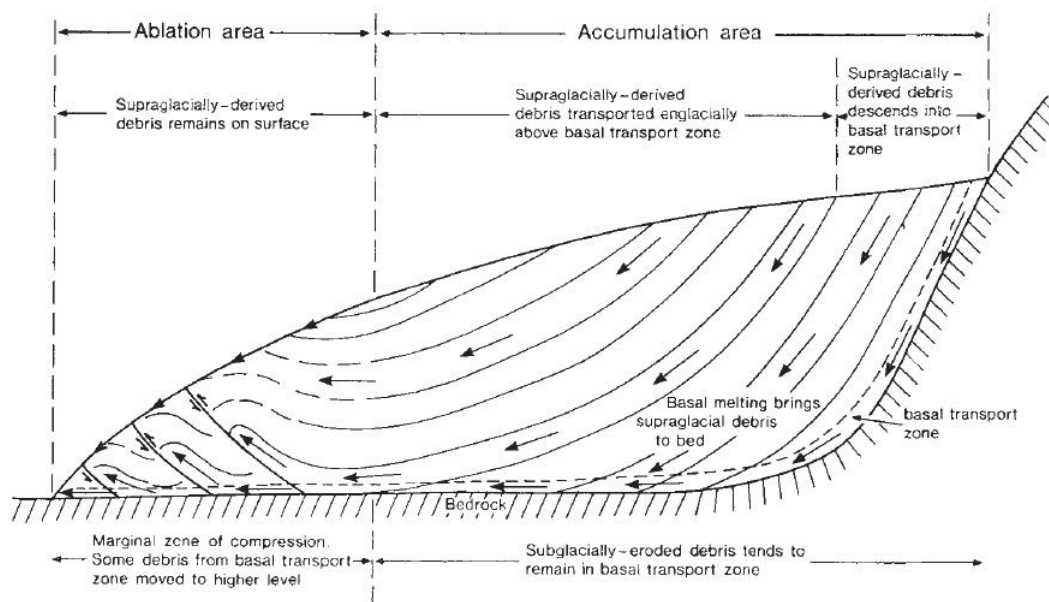 Ablation area
Accumulation area
Supraglacially-derived
debris remains on surface
Supraglacially-derived
debris transported englacially
above basal transport zone
Supraglacially-
derived debris
descends into
basal transport
zone
Basal melting brings
supraglacial debris
to bed
basal transport
zone
Bedrock
Marginal zone of compression.
Some debris from basal transport
zone moved to higher level
Subglacially-eroded debris tends to
remain in basal transport zone